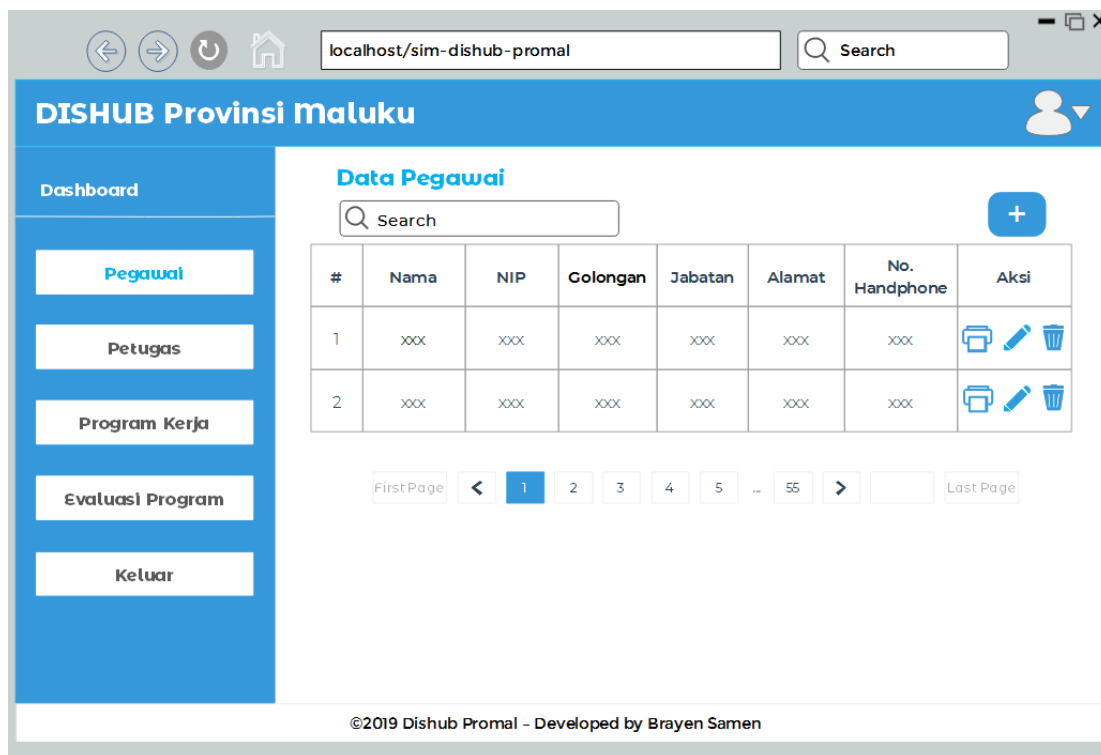 localhost/sim-dishub-promal
Search
DISHUB Provinsi Maluku
Dashboard
Pegawai
Petugas
Program Kerja
Evaluasi Program
Keluar
Data Pegawai
Search
+
# Nama NIP Golongan Jabatan Alamat No. Handphone Aksi
1 xxx xxx xxx xxx xxx xxx
2 xxx xxx xxx xxx xxx xxx
First Page 1 2 3 4 5 ... 55 Last Page
©2019 Dishub Promal – Developed by Brayen Samen